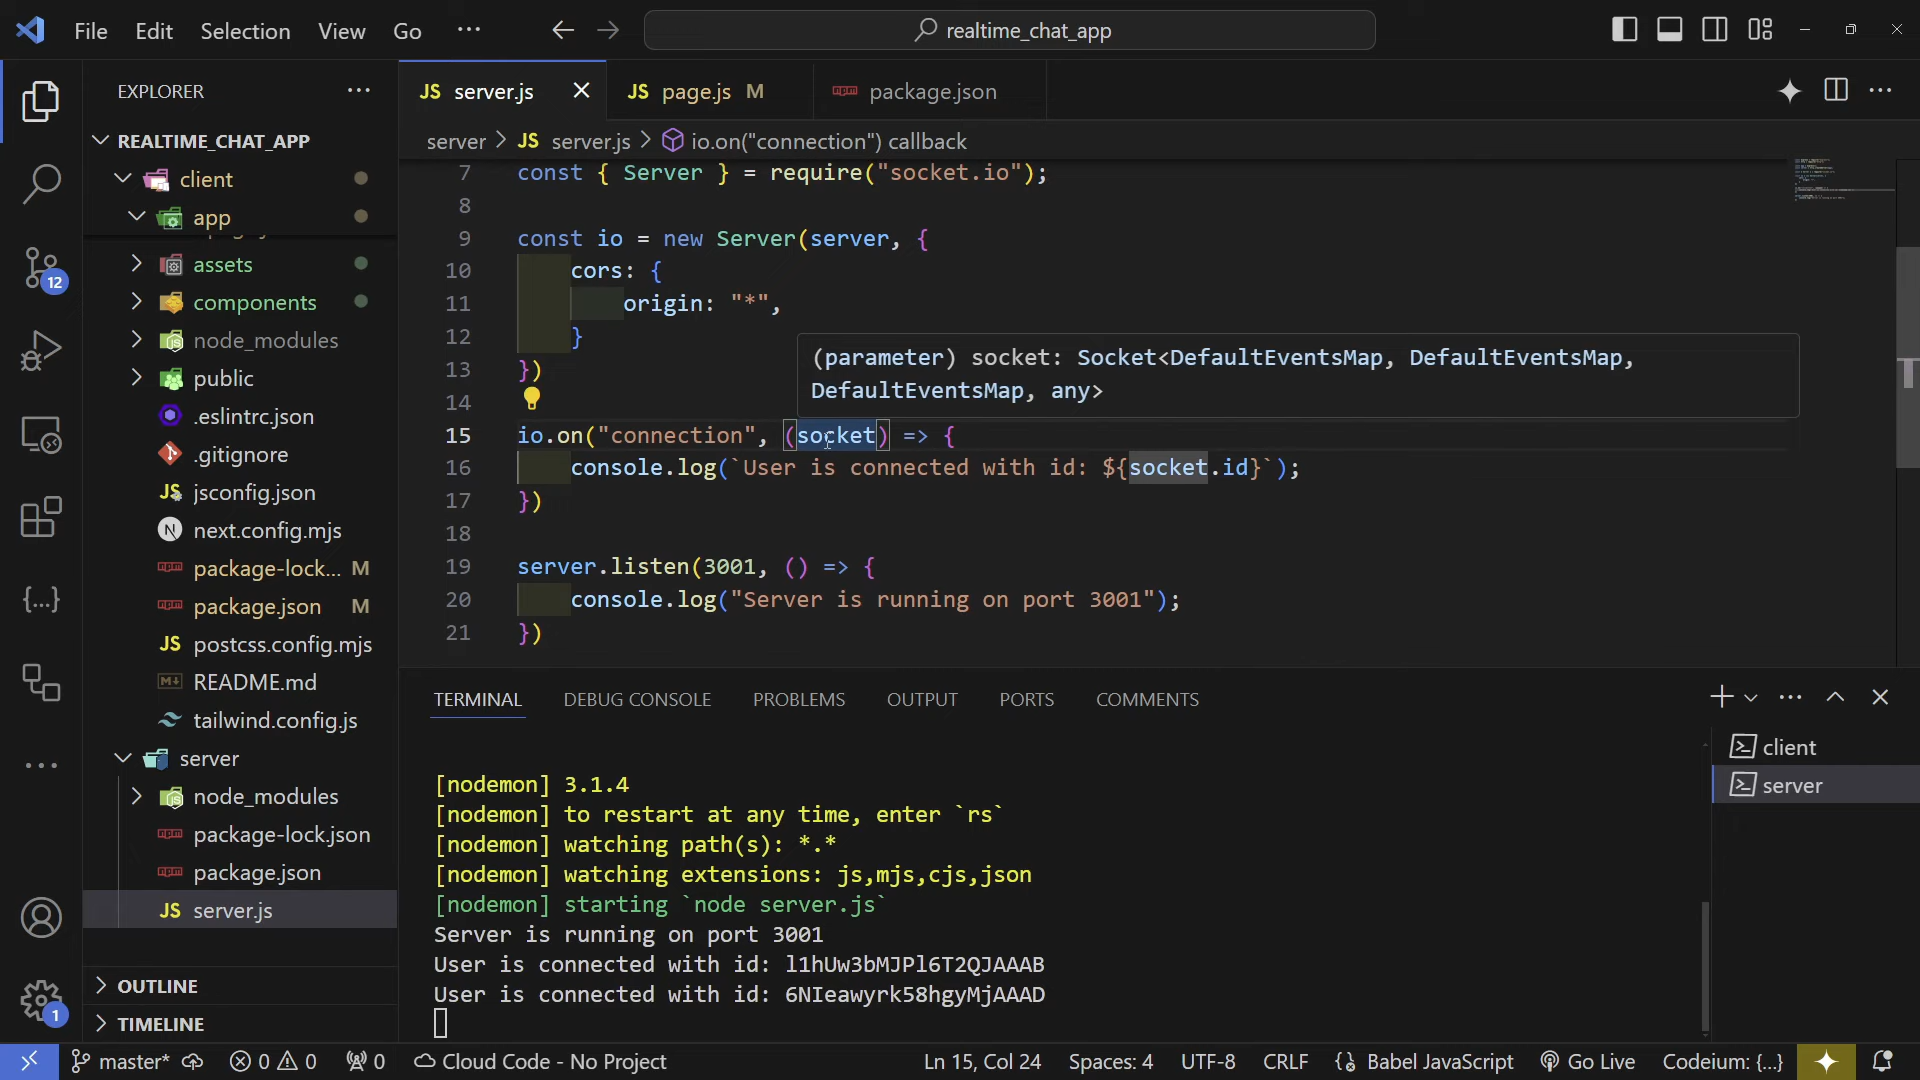 File Edit Selection View Go ··· realtime_chat_app
EXPLORER
REALTIME_CHAT_APP
client
app
assets
components
node_modules
public
.eslintrc.json
.gitignore
jsconfig.json
next.config.mjs
package-lock... M
package.json M
postcss.config.mjs
README.md
tailwind.config.js
server
node_modules
package-lock.json
package.json
server.js
OUTLINE
TIMELINE
12
1
JS server.js JS page.js M package.json
server > JS server.js > io.on("connection") callback
7 const { Server } = require("socket.io");
8
9 const io = new Server(server, {
10 cors: {
11 origin: "*",
12 }
13 })
14
15 io.on("connection", (socket) => {
16 console.log(`User is connected with id: ${socket.id}`);
17 })
18
19 server.listen(3001, () => {
20 console.log("Server is running on port 3001");
21 })
(parameter) socket: Socket<DefaultEventsMap, DefaultEventsMap,
DefaultEventsMap, any>
TERMINAL DEBUG CONSOLE PROBLEMS OUTPUT PORTS COMMENTS
[nodemon] 3.1.4
[nodemon] to restart at any time, enter `rs`
[nodemon] watching path(s): *.*
[nodemon] watching extensions: js,mjs,cjs,json
[nodemon] starting `node server.js`
Server is running on port 3001
User is connected with id: l1hUw3bMJPl6T2QJAAAB
User is connected with id: 6NIeawyrk58hgyMjAAAD
client
server
master* 0 0 0 Cloud Code - No Project Ln 15, Col 24 Spaces: 4 UTF-8 CRLF Babel JavaScript Go Live Codeium: {...}